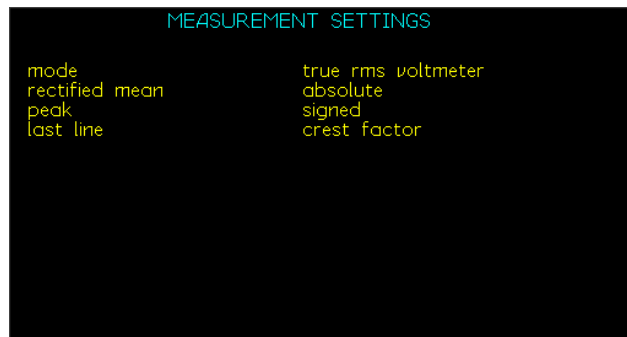 MEASUREMENT SETTINGS
mode true rms voltmeter
rectified mean absolute
peak signed
last line crest factor